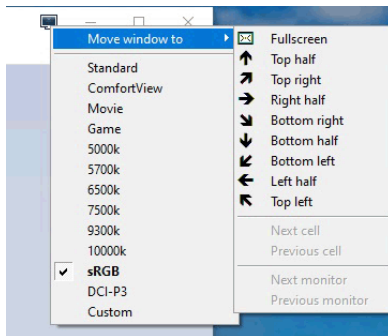 Move window to
Standard
ComfortView
Movie
Game
5000k
5700k
6500k
7500k
9300k
10000k
sRGB
DCI-P3
Custom
Fullscreen
Top half
Top right
Right half
Bottom right
Bottom half
Bottom left
Left half
Top left
Next cell
Previous cell
Next monitor
Previous monitor